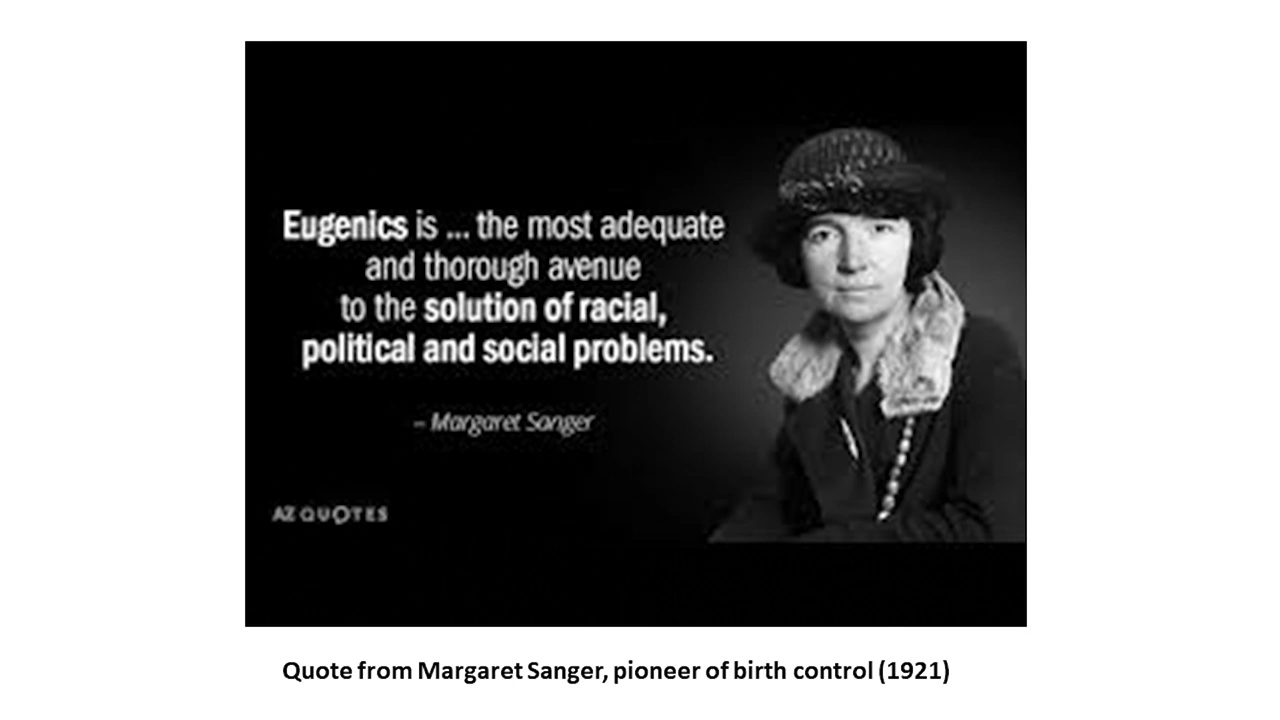 Eugenics is ... the most adequate
and thorough avenue
to the solution of racial,
political and social problems.
– Margaret Sanger
AZ QUOTES
Quote from Margaret Sanger, pioneer of birth control (1921)